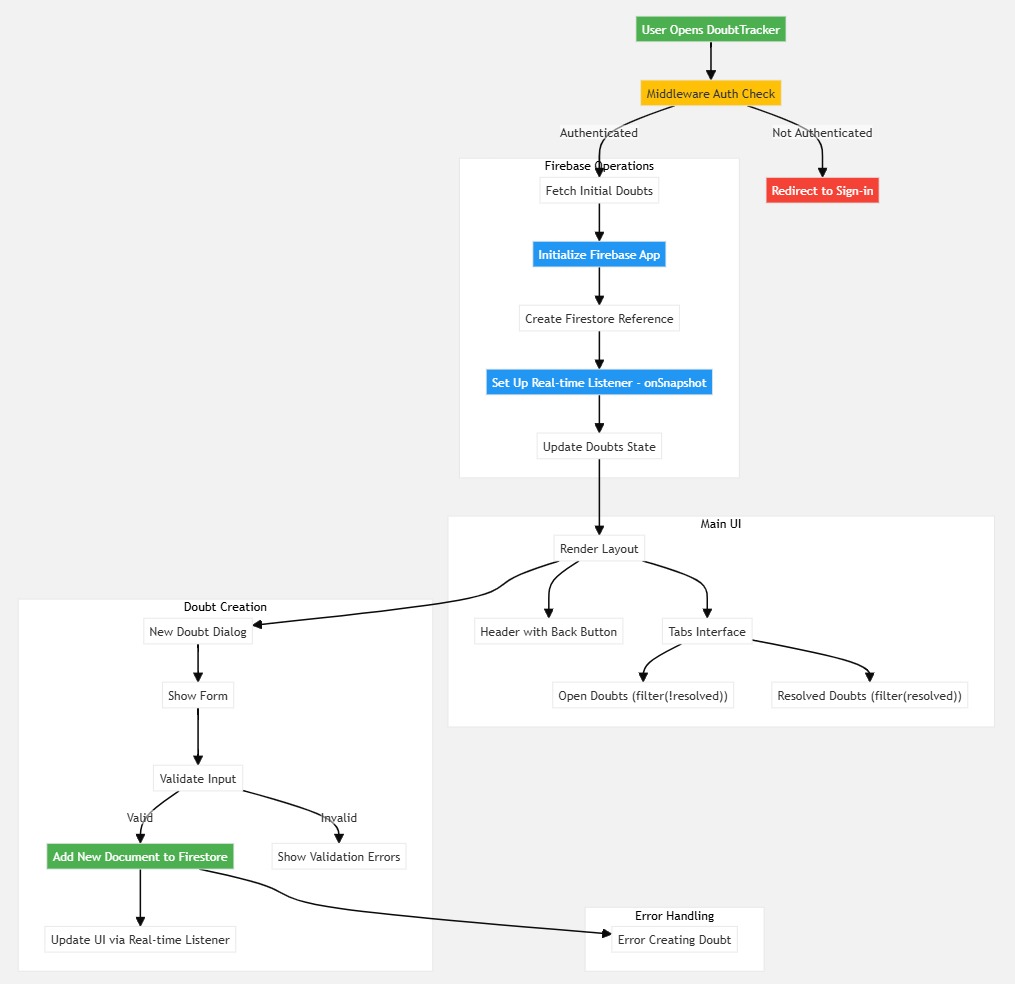 User Opens DoubtTracker
Middleware Auth Check
Authenticated
Not Authenticated
Firebase Operations
Fetch Initial Doubts
Redirect to Sign-in
Initialize Firebase App
Create Firestore Reference
Set Up Real-time Listener - onSnapshot
Update Doubts State
Main UI
Render Layout
Header with Back Button
Tabs Interface
Open Doubts (filter(!resolved))
Resolved Doubts (filter(resolved))
Doubt Creation
New Doubt Dialog
Show Form
Validate Input
Valid
Invalid
Add New Document to Firestore
Show Validation Errors
Update UI via Real-time Listener
Error Handling
Error Creating Doubt